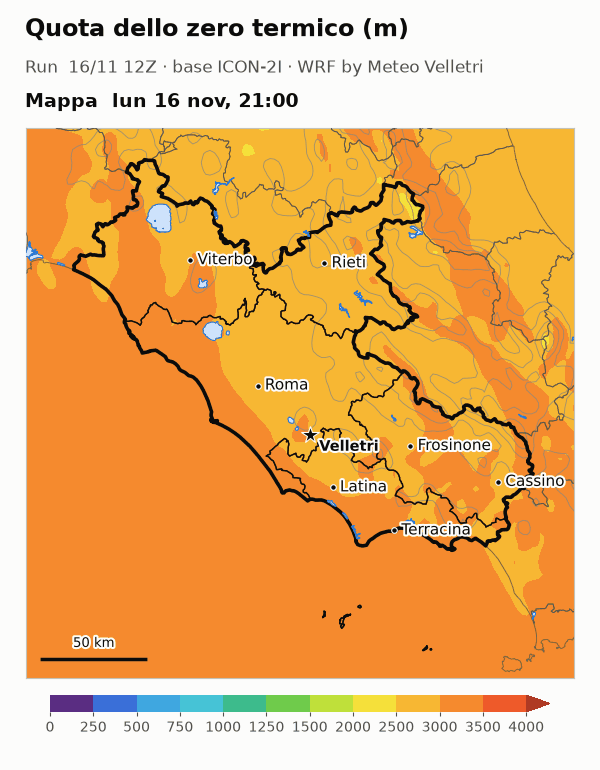 Quota dello zero termico (m)
Run  16/11 12Z · base ICON-2I · WRF by Meteo Velletri
Mappa  lun 16 nov, 21:00
Viterbo
Rieti
Roma
Velletri
Frosinone
Cassino
Latina
Terracina
50 km
0 250 500 750 1000 1250 1500 2000 2500 3000 3500 4000